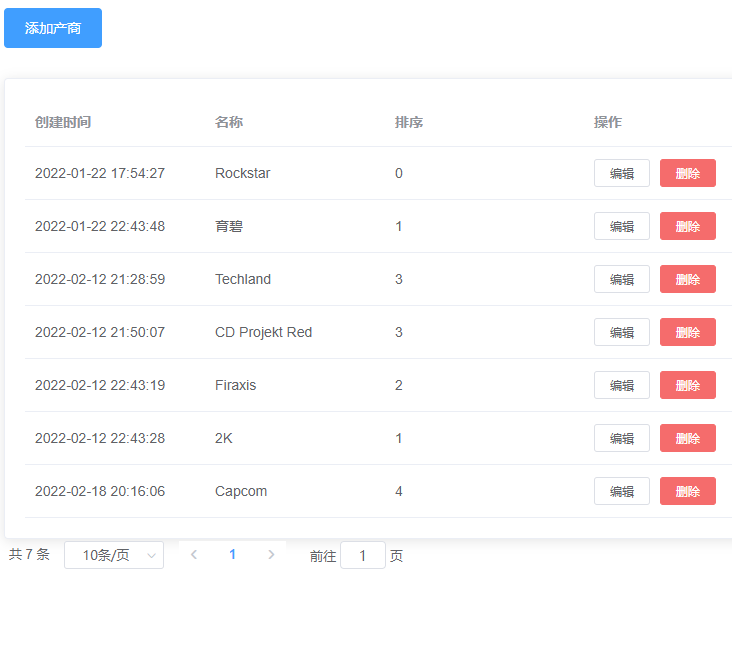 添加产商
创建时间 名称 排序 操作
2022-01-22 17:54:27 Rockstar 0 编辑 删除
2022-01-22 22:43:48 育碧 1 编辑 删除
2022-02-12 21:28:59 Techland 3 编辑 删除
2022-02-12 21:50:07 CD Projekt Red 3 编辑 删除
2022-02-12 22:43:19 Firaxis 2 编辑 删除
2022-02-12 22:43:28 2K 1 编辑 删除
2022-02-18 20:16:06 Capcom 4 编辑 删除
共 7 条 10条/页 1 前往 1 页